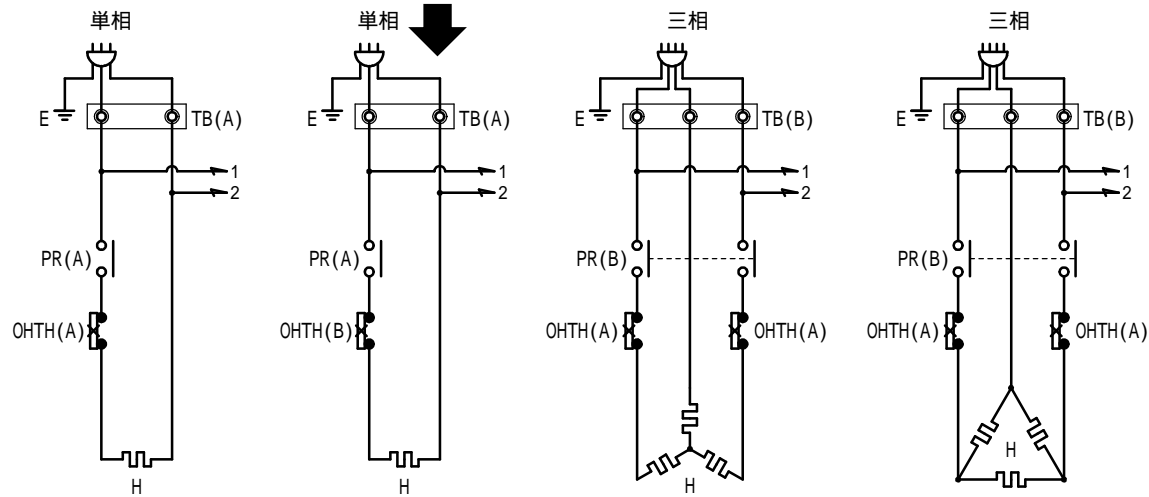 単相
E
TB(A)
1
2
PR(A)
OHTH(A)
H
単相
E
TB(A)
1
2
PR(A)
OHTH(B)
H
三相
E
TB(B)
1
2
PR(B)
OHTH(A)
OHTH(A)
H
三相
E
TB(B)
1
2
PR(B)
OHTH(A)
OHTH(A)
H